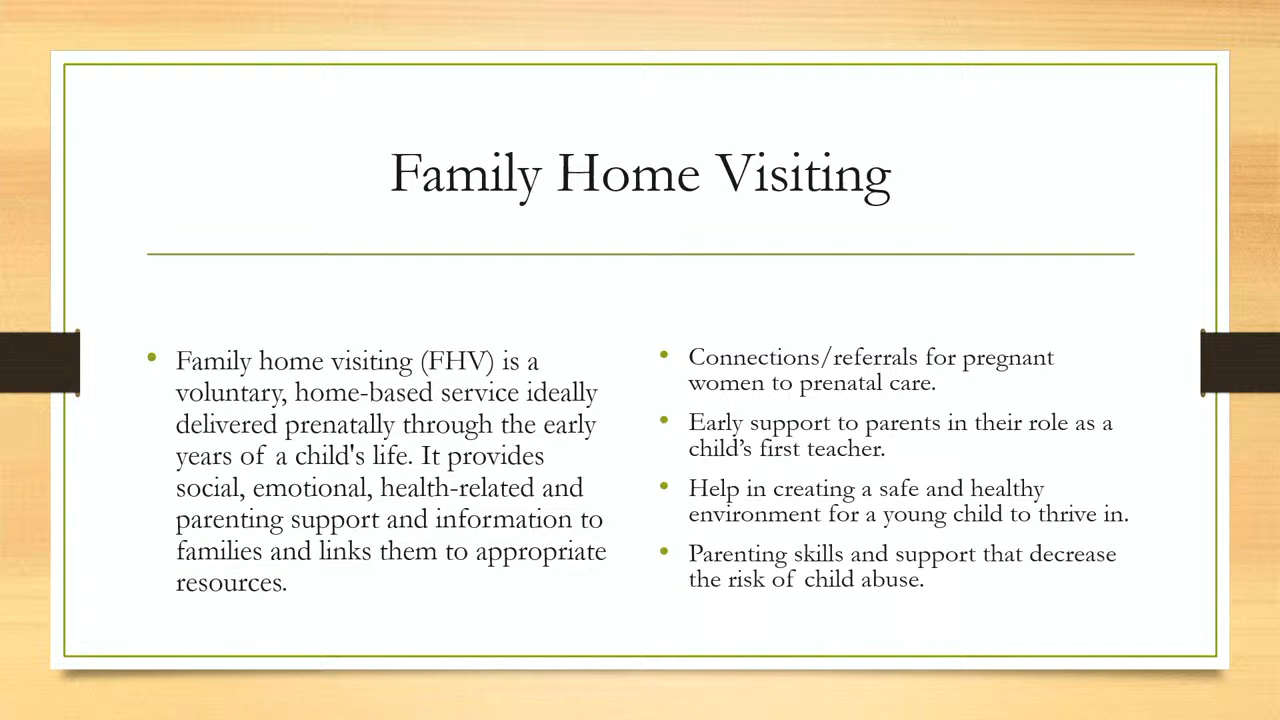 Family Home Visiting
• Family home visiting (FHV) is a
voluntary, home-based service ideally
delivered prenatally through the early
years of a child's life. It provides
social, emotional, health-related and
parenting support and information to
families and links them to appropriate
resources.
• Connections/referrals for pregnant
women to prenatal care.
• Early support to parents in their role as a
child’s first teacher.
• Help in creating a safe and healthy
environment for a young child to thrive in.
• Parenting skills and support that decrease
the risk of child abuse.